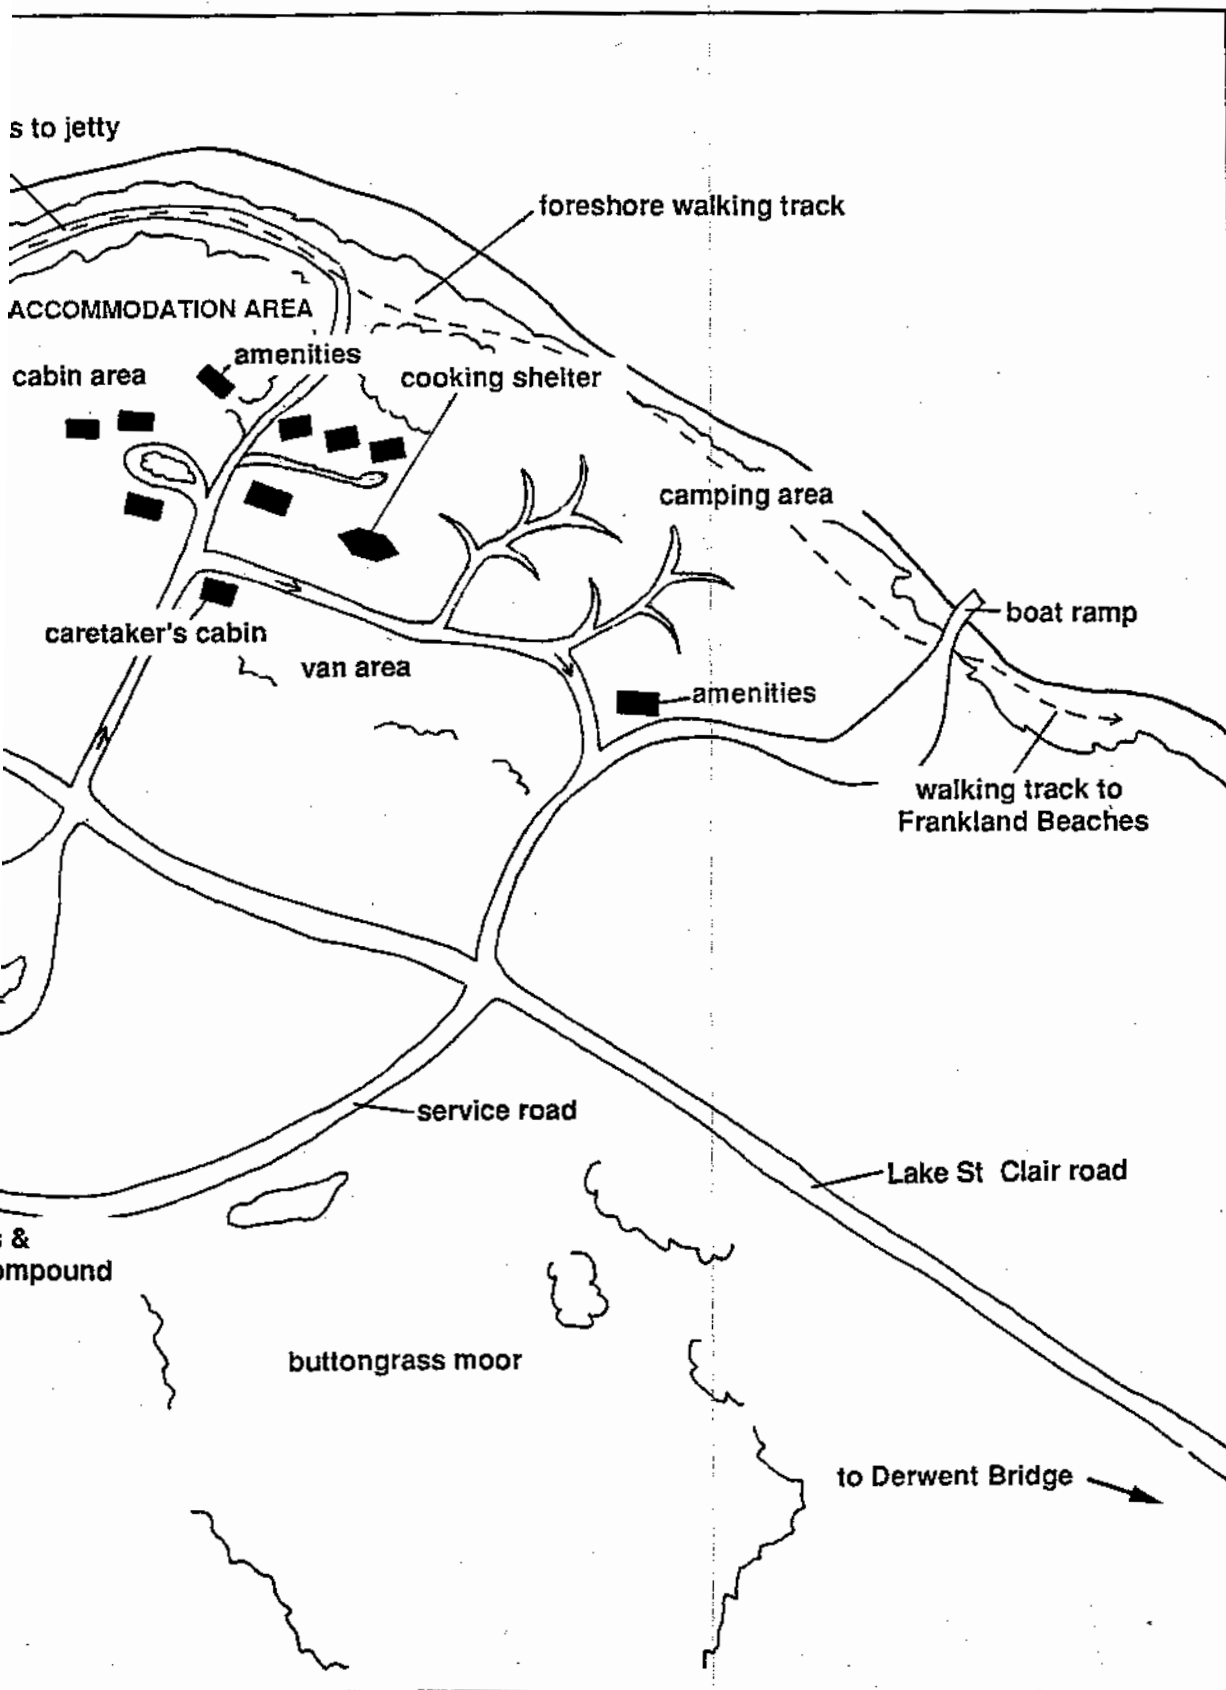 s to jetty
foreshore walking track
ACCOMMODATION AREA
amenities
cabin area
cooking shelter
camping area
boat ramp
caretaker's cabin
van area
amenities
walking track to
Frankland Beaches
service road
Lake St Clair road
&
ompound
buttongrass moor
to Derwent Bridge